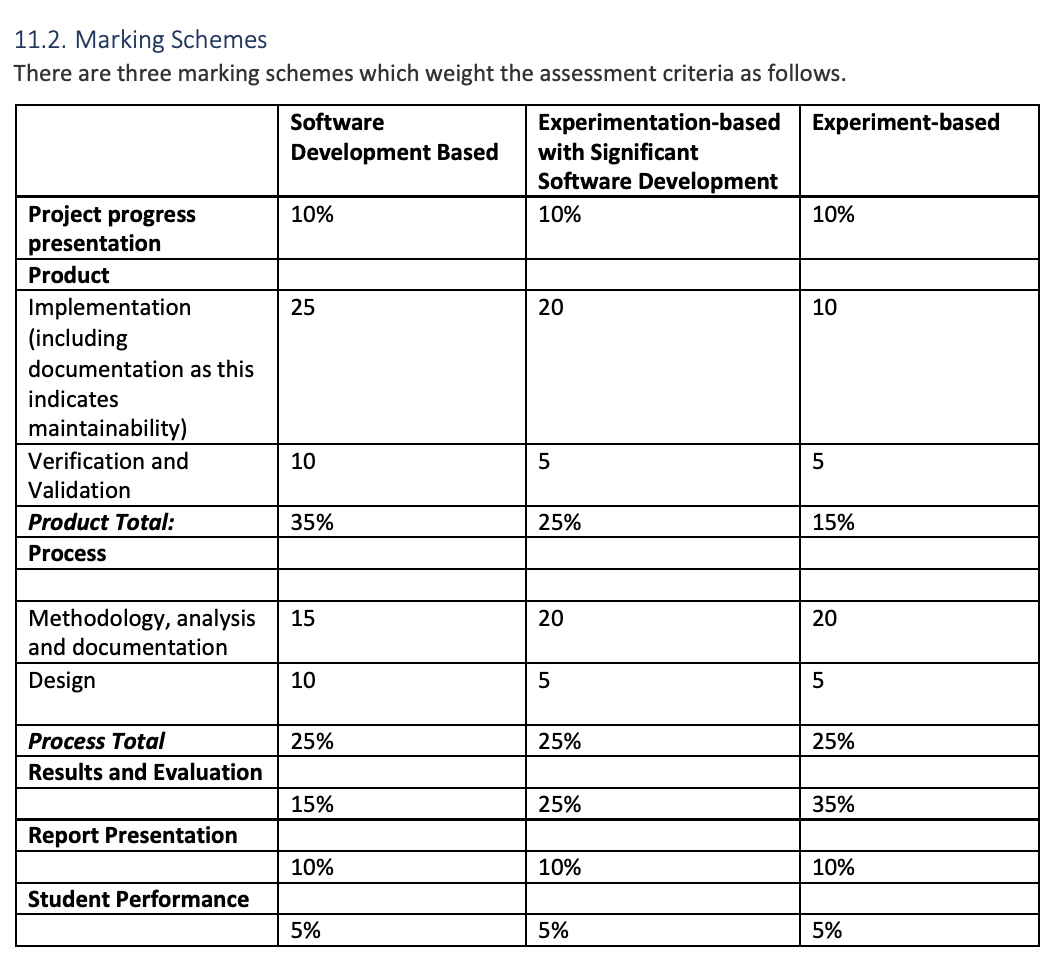 11.2. Marking Schemes
There are three marking schemes which weight the assessment criteria as follows.
Software Development Based | Experimentation-based with Significant Software Development | Experiment-based
Project progress presentation | 10% | 10% | 10%
Product
Implementation (including documentation as this indicates maintainability) | 25 | 20 | 10
Verification and Validation | 10 | 5 | 5
Product Total: | 35% | 25% | 15%
Process
Methodology, analysis and documentation | 15 | 20 | 20
Design | 10 | 5 | 5
Process Total | 25% | 25% | 25%
Results and Evaluation
15% | 25% | 35%
Report Presentation
10% | 10% | 10%
Student Performance
5% | 5% | 5%